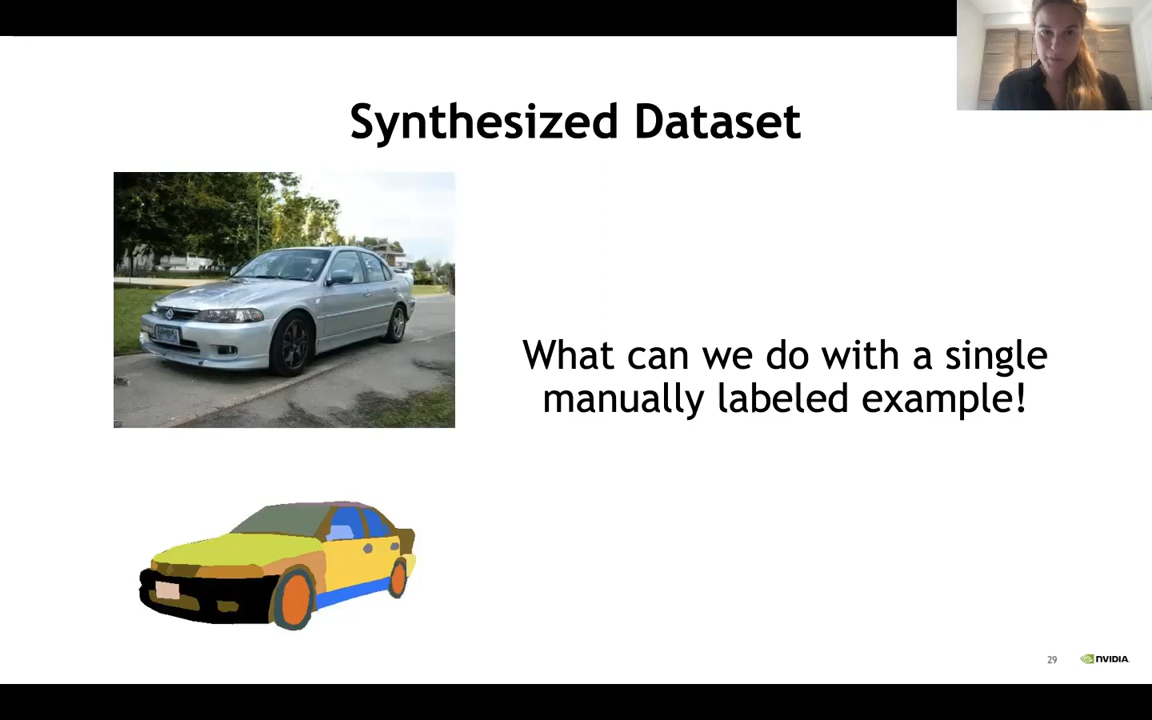 Synthesized Dataset
What can we do with a single
manually labeled example!
29
NVIDIA